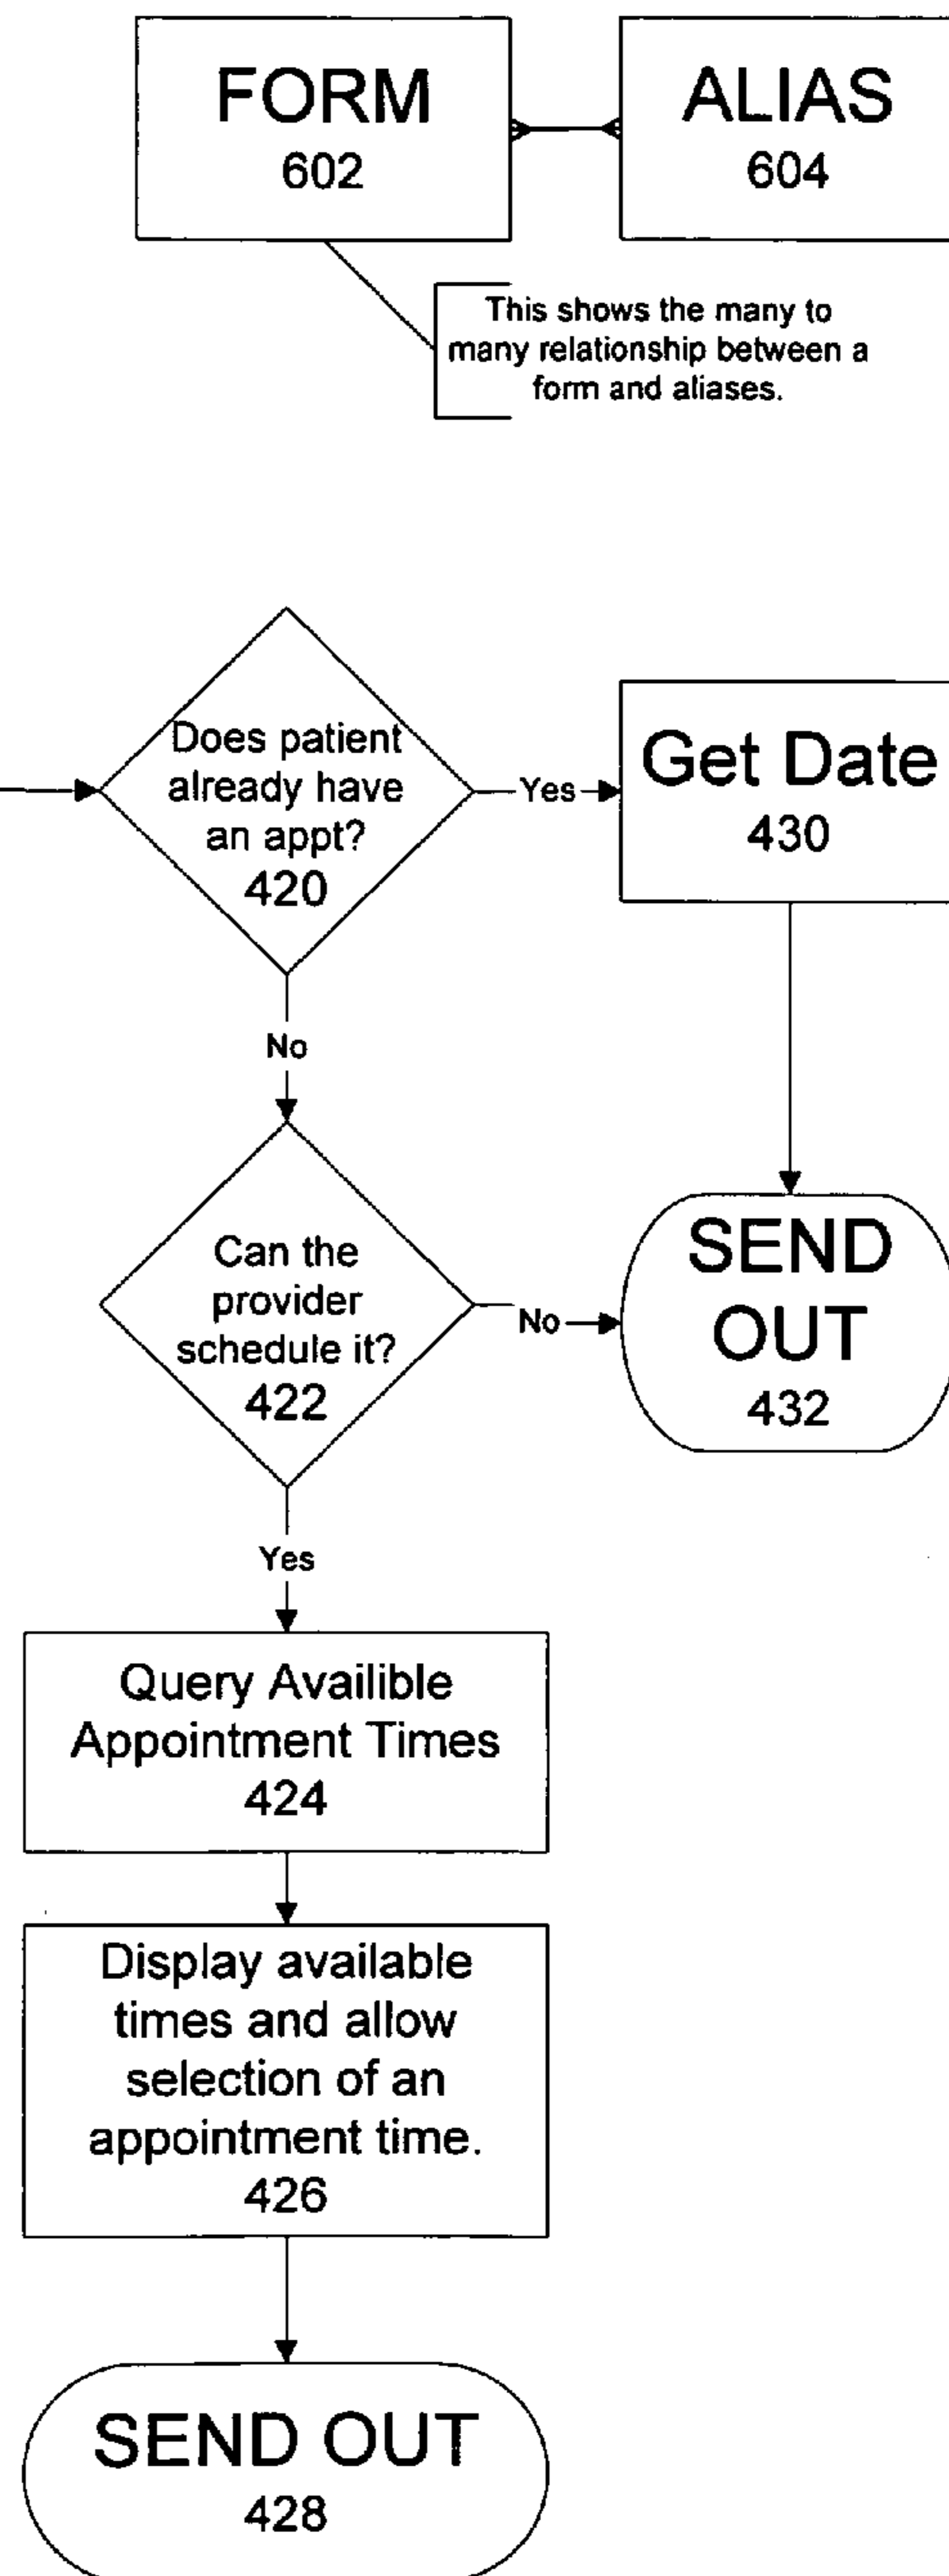 FORM
602
ALIAS
604
This shows the many to
many relationship between a
form and aliases.
Does patient
already have
an appt?
420
Yes
Get Date
430
No
Can the
provider
schedule it?
422
No
SEND
OUT
432
Yes
Query Availible
Appointment Times
424
Display available
times and allow
selection of an
appointment time.
426
SEND OUT
428